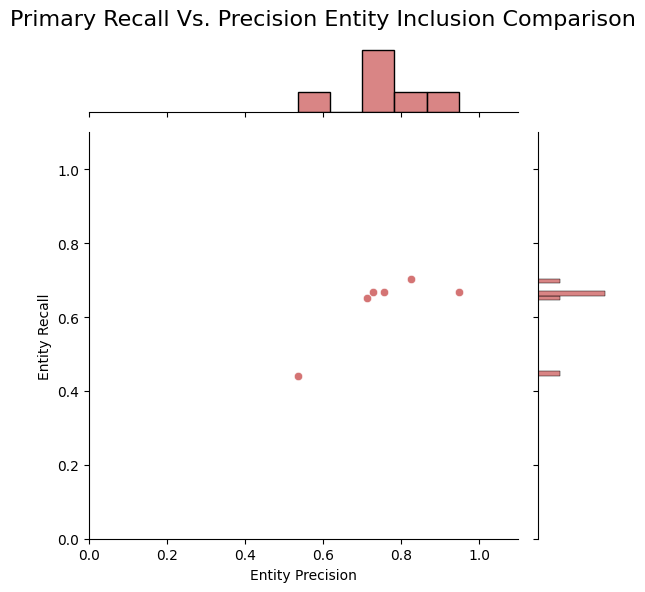 Primary Recall Vs. Precision Entity Inclusion Comparison
1.0
0.8
0.6
0.4
0.2
0.0
Entity Recall
0.0 0.2 0.4 0.6 0.8 1.0
Entity Precision